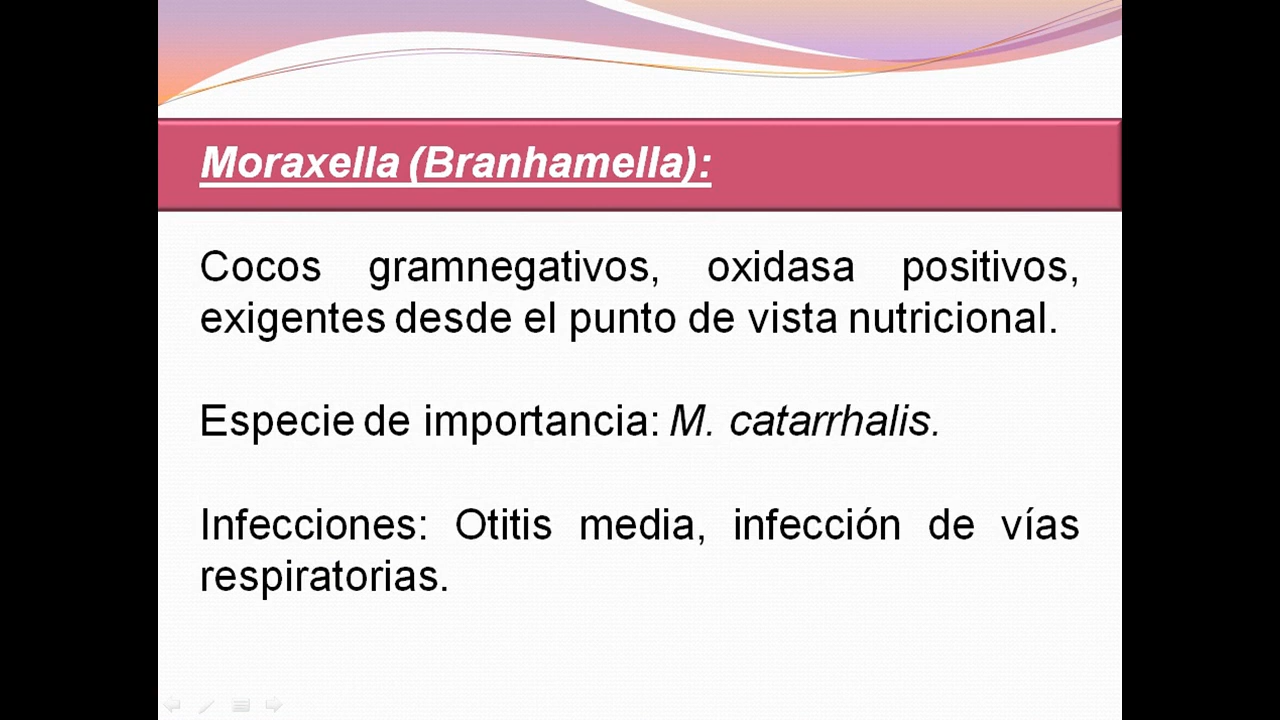 Moraxella (Branhamella):
Cocos gramnegativos, oxidasa positivos,
exigentes desde el punto de vista nutricional.
Especie de importancia: M. catarrhalis.
Infecciones: Otitis media, infección de vías
respiratorias.